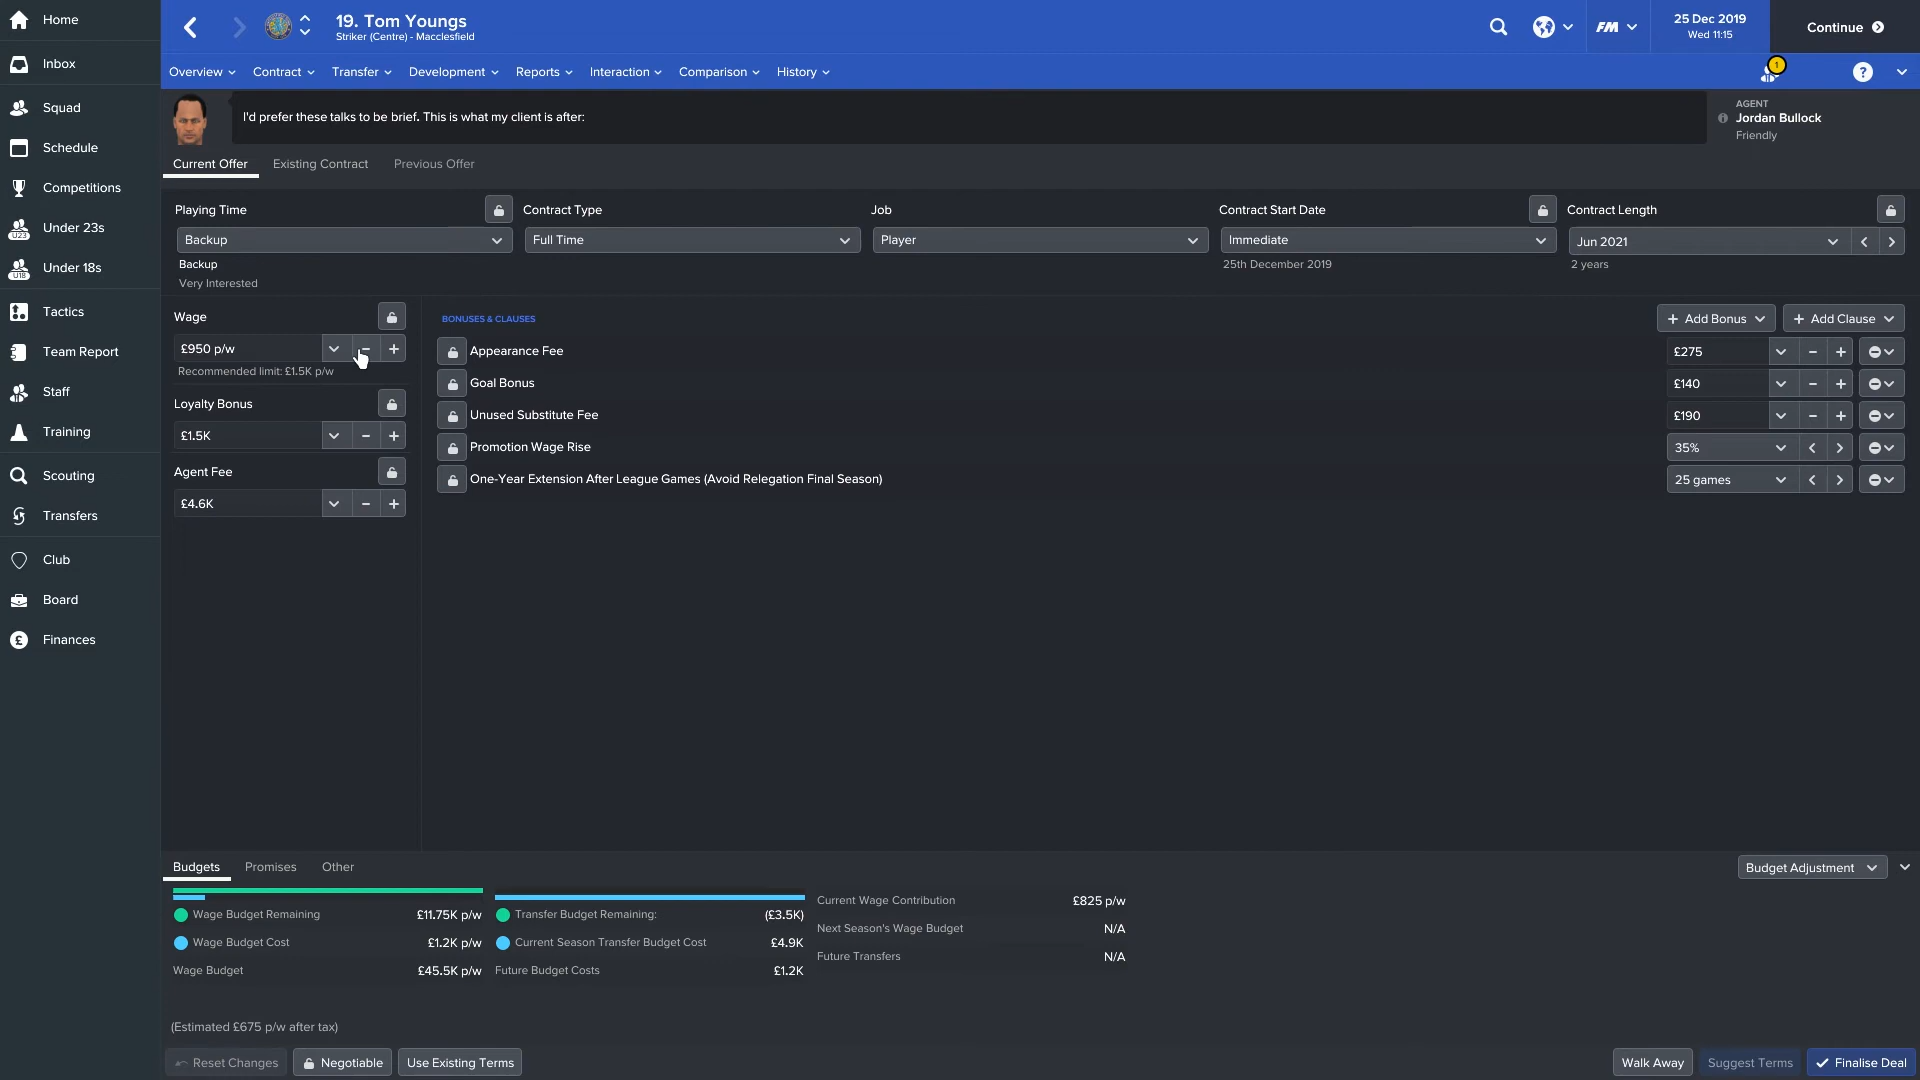 Home
Inbox
Squad
Schedule
Competitions
U23 Under 23s
U18 Under 18s
Tactics
Team Report
Staff
Training
Scouting
Transfers
Club
Board
£ Finances
19. Tom Youngs
Striker (Centre) - Macclesfield
FM
25 Dec 2019
Wed 11:15
Continue
Overview Contract Transfer Development Reports Interaction Comparison History
1
?
I'd prefer these talks to be brief. This is what my client is after:
AGENT
Jordan Bullock
Friendly
Current Offer Existing Contract Previous Offer
Playing Time Contract Type Job Contract Start Date Contract Length
Backup Full Time Player Immediate Jun 2021
Backup 25th December 2019 2 years
Very Interested
Wage
£950 p/w
Recommended limit: £1.5K p/w
Loyalty Bonus
£1.5K
Agent Fee
£4.6K
BONUSES & CLAUSES
+ Add Bonus + Add Clause
Appearance Fee £275
Goal Bonus £140
Unused Substitute Fee £190
Promotion Wage Rise 35%
One-Year Extension After League Games (Avoid Relegation Final Season) 25 games
Budgets Promises Other
Budget Adjustment
Wage Budget Remaining £11.75K p/w
Wage Budget Cost £1.2K p/w
Wage Budget £45.5K p/w
Transfer Budget Remaining: (£3.5K)
Current Season Transfer Budget Cost £4.9K
Future Budget Costs £1.2K
Current Wage Contribution £825 p/w
Next Season's Wage Budget N/A
Future Transfers N/A
(Estimated £675 p/w after tax)
Reset Changes Negotiable Use Existing Terms
Walk Away Suggest Terms Finalise Deal